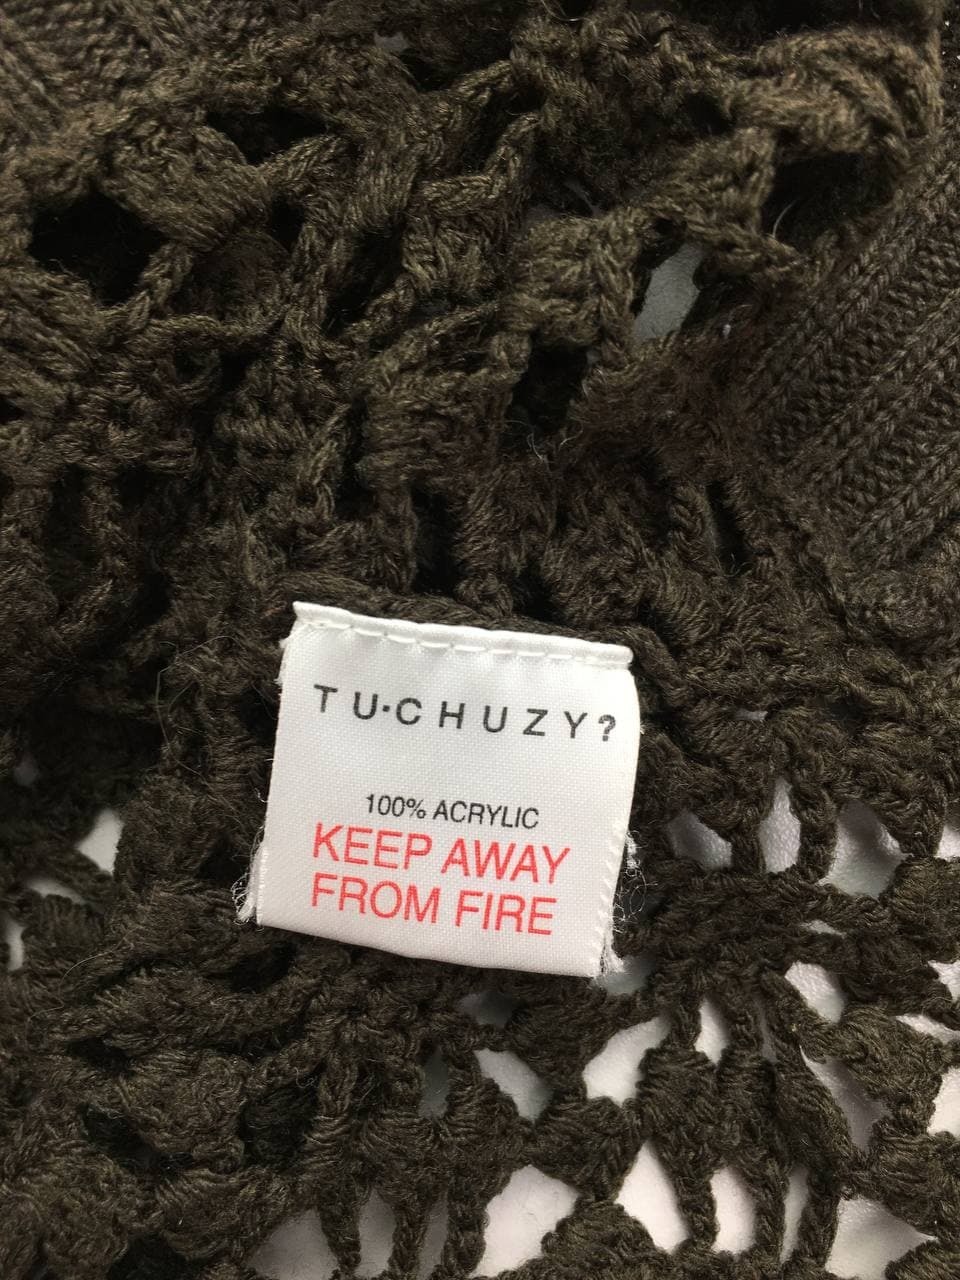 TU·CHUZY?
100% ACRYLIC
KEEP AWAY
FROM FIRE